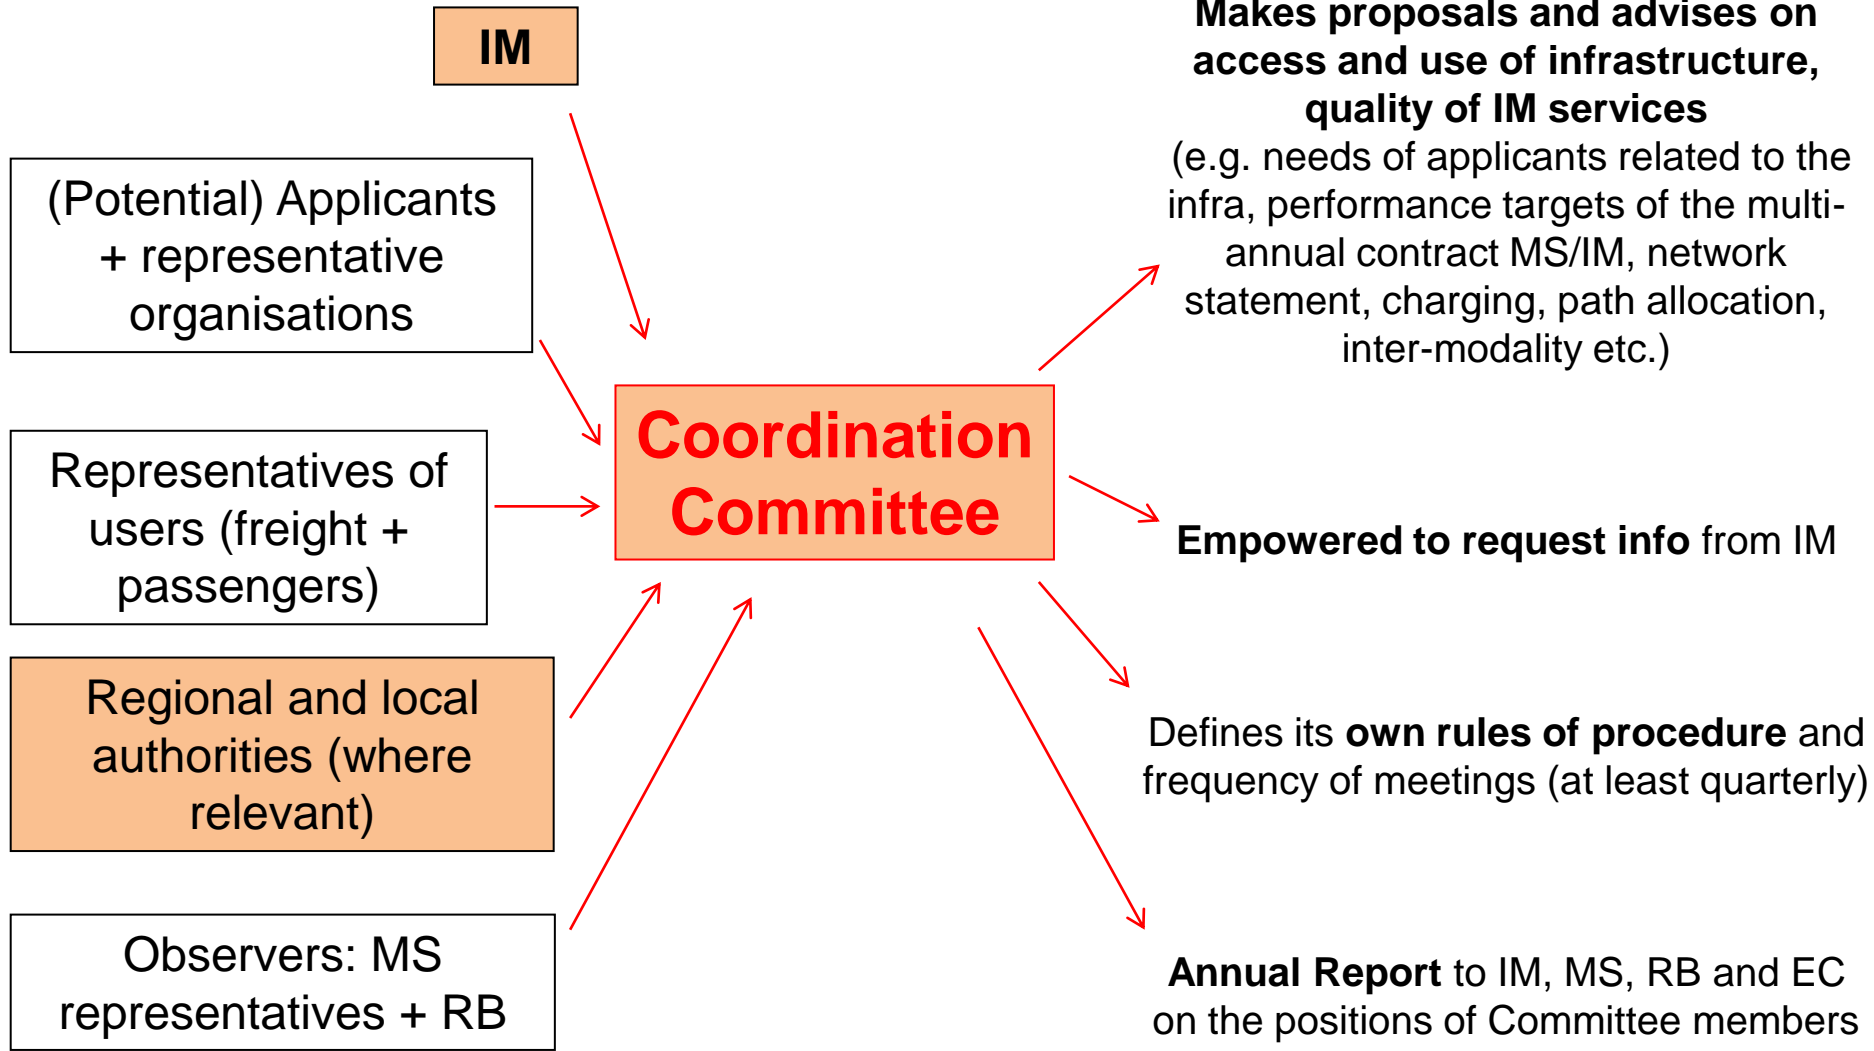 IM
(Potential) Applicants
+ representative
organisations
Representatives of
users (freight +
passengers)
Regional and local
authorities (where
relevant)
Observers: MS
representatives + RB
Coordination
Committee
Makes proposals and advises on
access and use of infrastructure,
quality of IM services
(e.g. needs of applicants related to the
infra, performance targets of the multi-
annual contract MS/IM, network
statement, charging, path allocation,
inter-modality etc.)
Empowered to request info from IM
Defines its own rules of procedure and
frequency of meetings (at least quarterly)
Annual Report to IM, MS, RB and EC
on the positions of Committee members